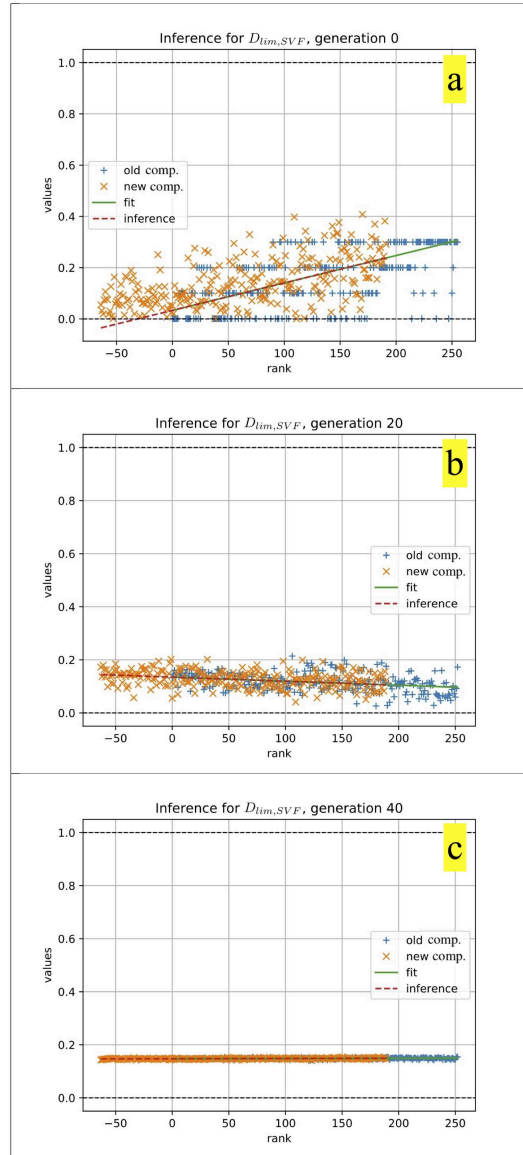 Inference for D_lim,SVF, generation 0
a
1.0
0.8
0.6
0.4
0.2
0.0
values
old comp.
new comp.
fit
inference
−50 0 50 100 150 200 250
rank
Inference for D_lim,SVF, generation 20
b
1.0
0.8
0.6
0.4
0.2
0.0
values
old comp.
new comp.
fit
inference
−50 0 50 100 150 200 250
rank
Inference for D_lim,SVF, generation 40
c
1.0
0.8
0.6
0.4
0.2
0.0
values
old comp.
new comp.
fit
inference
−50 0 50 100 150 200 250
rank